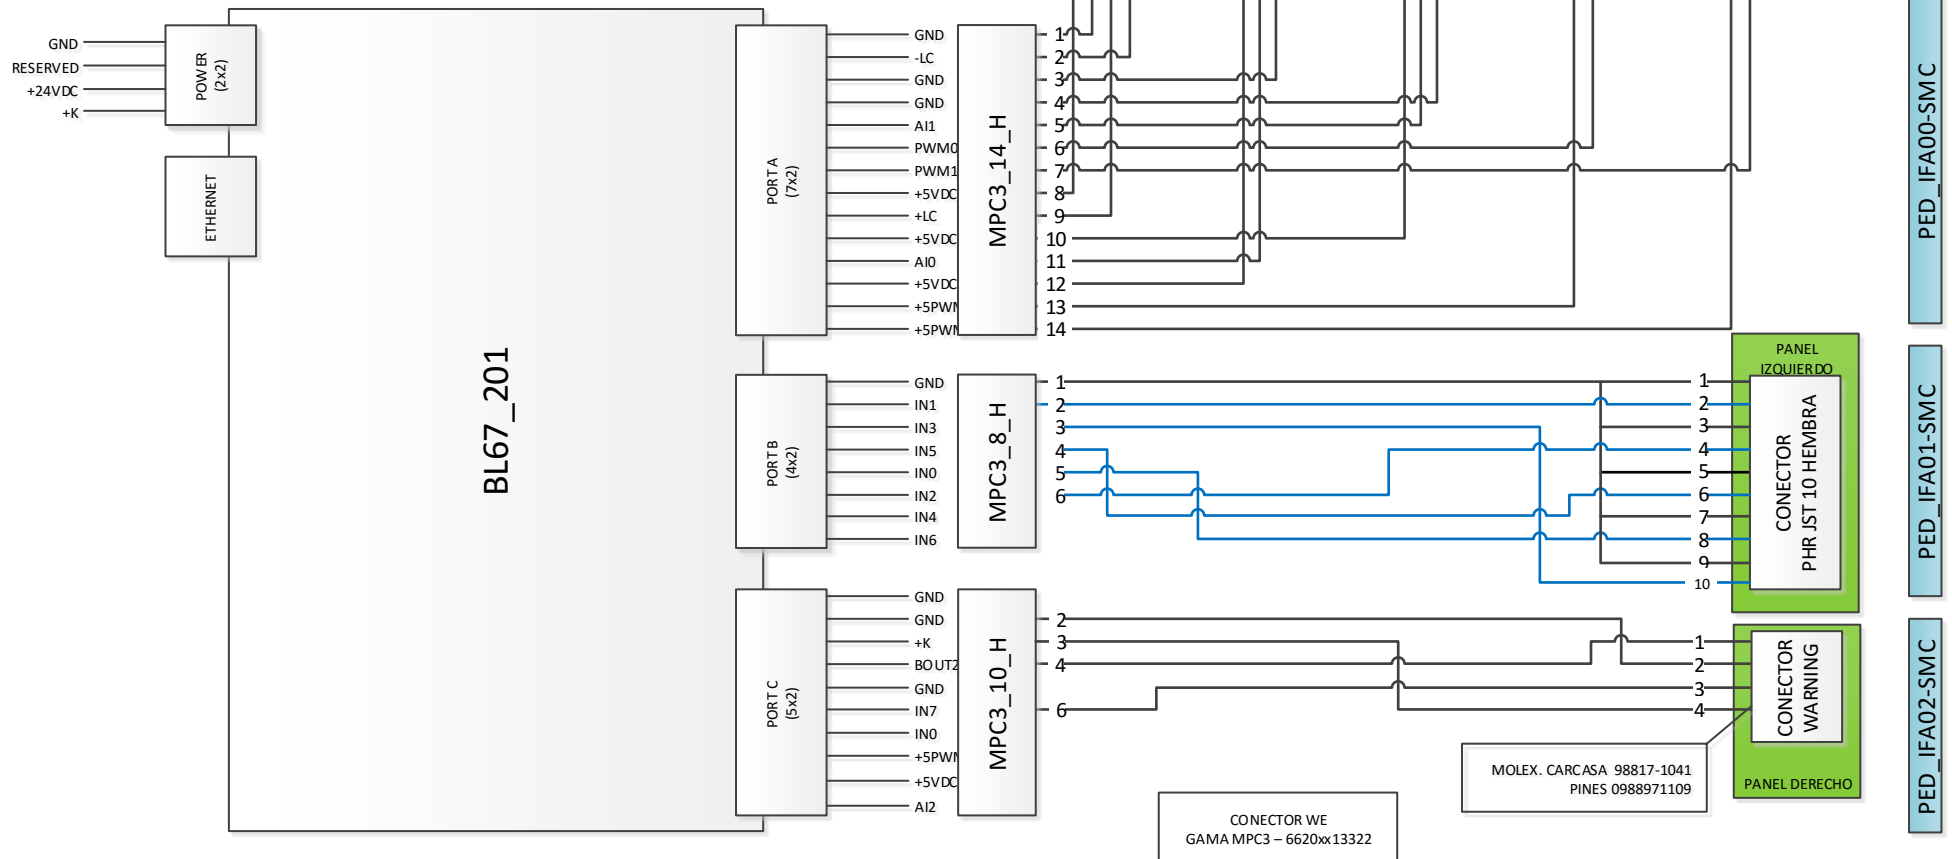 GND
RESERVED
+24VDC
+K
POWER
(2x2)
ETHERNET
BL67_201
PORT A
(7x2)
GND
-LC
GND
GND
AI1
PWM0
PWM1
+5VDC
+LC
+5VDC
AI0
+5VDC
+5PW
+5PW
MPC3_14_H
1
2
3
4
5
6
7
8
9
10
11
12
13
14
PORT B
(4x2)
GND
IN1
IN3
IN5
IN0
IN2
IN4
IN6
MPC3_8_H
1
2
3
4
5
6
PANEL
IZQUIERDO
1
2
3
4
5
6
7
8
9
10
CONECTOR
PHR JST 10 HEMBRA
PORT C
(5x2)
GND
GND
+K
BOUT2
GND
IN7
IN0
+5PW
+5VDC
AI2
MPC3_10_H
2
3
4
6
1
2
3
4
CONECTOR
WARNING
PANEL DERECHO
MOLEX. CARCASA 98817-1041
PINES 0988971109
CONECTOR WE
GAMA MPC3 – 6620xx13322
PED_IFA00-SMC
PED_IFA01-SMC
PED_IFA02-SMC